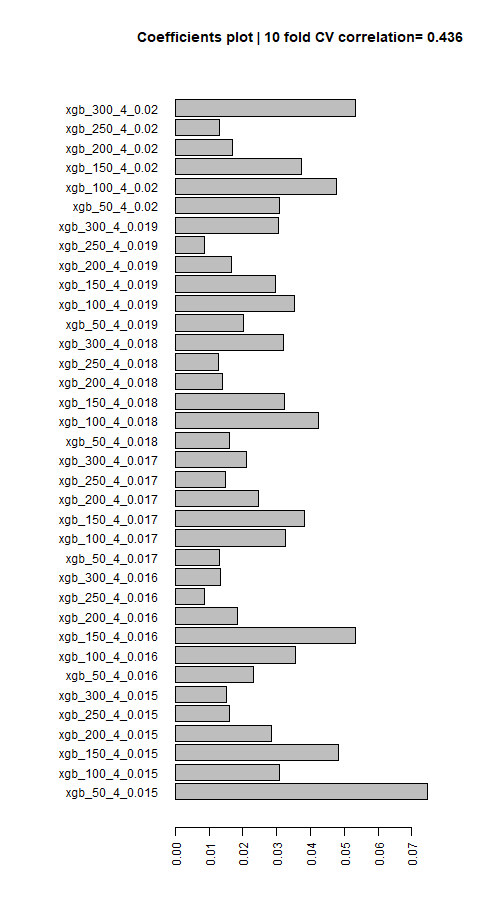 Coefficients plot | 10 fold CV correlation= 0.436
xgb_300_4_0.02
xgb_250_4_0.02
xgb_200_4_0.02
xgb_150_4_0.02
xgb_100_4_0.02
xgb_50_4_0.02
xgb_300_4_0.019
xgb_250_4_0.019
xgb_200_4_0.019
xgb_150_4_0.019
xgb_100_4_0.019
xgb_50_4_0.019
xgb_300_4_0.018
xgb_250_4_0.018
xgb_200_4_0.018
xgb_150_4_0.018
xgb_100_4_0.018
xgb_50_4_0.018
xgb_300_4_0.017
xgb_250_4_0.017
xgb_200_4_0.017
xgb_150_4_0.017
xgb_100_4_0.017
xgb_50_4_0.017
xgb_300_4_0.016
xgb_250_4_0.016
xgb_200_4_0.016
xgb_150_4_0.016
xgb_100_4_0.016
xgb_50_4_0.016
xgb_300_4_0.015
xgb_250_4_0.015
xgb_200_4_0.015
xgb_150_4_0.015
xgb_100_4_0.015
xgb_50_4_0.015
0.00
0.01
0.02
0.03
0.04
0.05
0.06
0.07